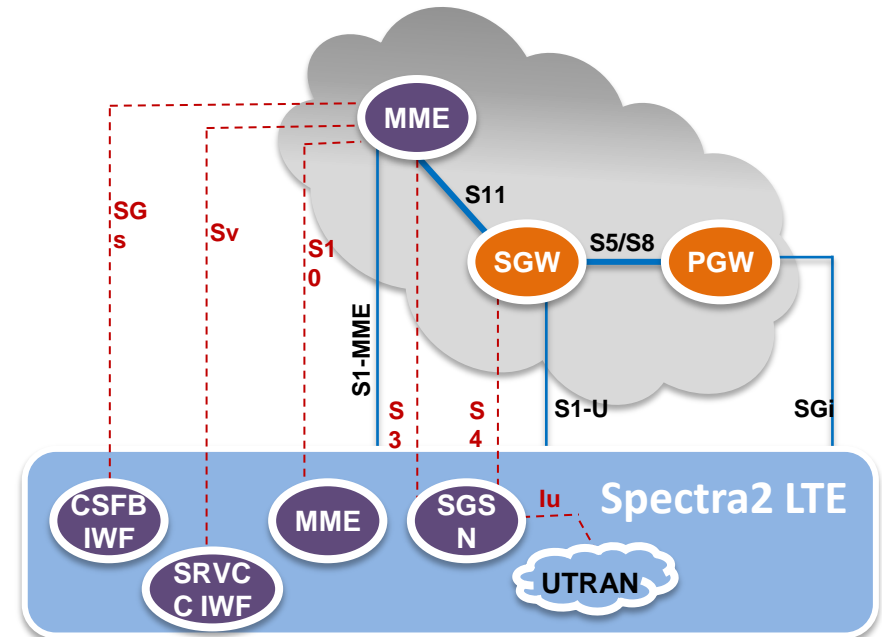 MME
S11
SG
s
Sv
S1
0
S5/S8
SGW
PGW
S1-MME
S
3
S
4
S1-U
SGi
Spectra2 LTE
CSFB
IWF
MME
SGS
N
Iu
SRVC
C IWF
UTRAN